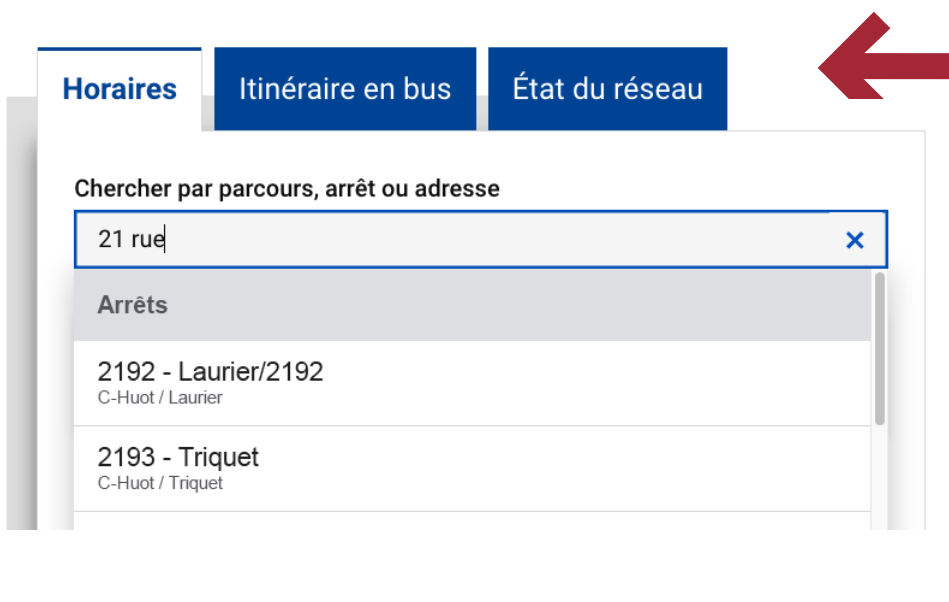 Horaires
Itinéraire en bus
État du réseau
Chercher par parcours, arrêt ou adresse
21 rue
Arrêts
2192 - Laurier/2192
C-Huot / Laurier
2193 - Triquet
C-Huot / Triquet